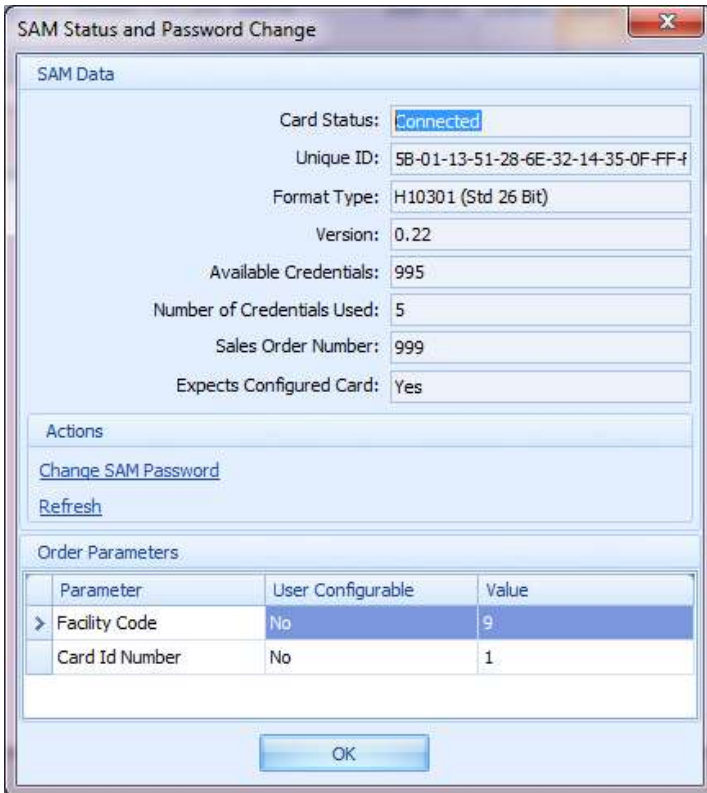 SAM Status and Password Change
SAM Data
Card Status: Connected
Unique ID: 5B-01-13-51-28-6E-32-14-35-0F-FF-F
Format Type: H10301 (Std 26 Bit)
Version: 0.22
Available Credentials: 995
Number of Credentials Used: 5
Sales Order Number: 999
Expects Configured Card: Yes
Actions
Change SAM Password
Refresh
Order Parameters
Parameter User Configurable Value
Facility Code No 9
Card Id Number No 1
OK